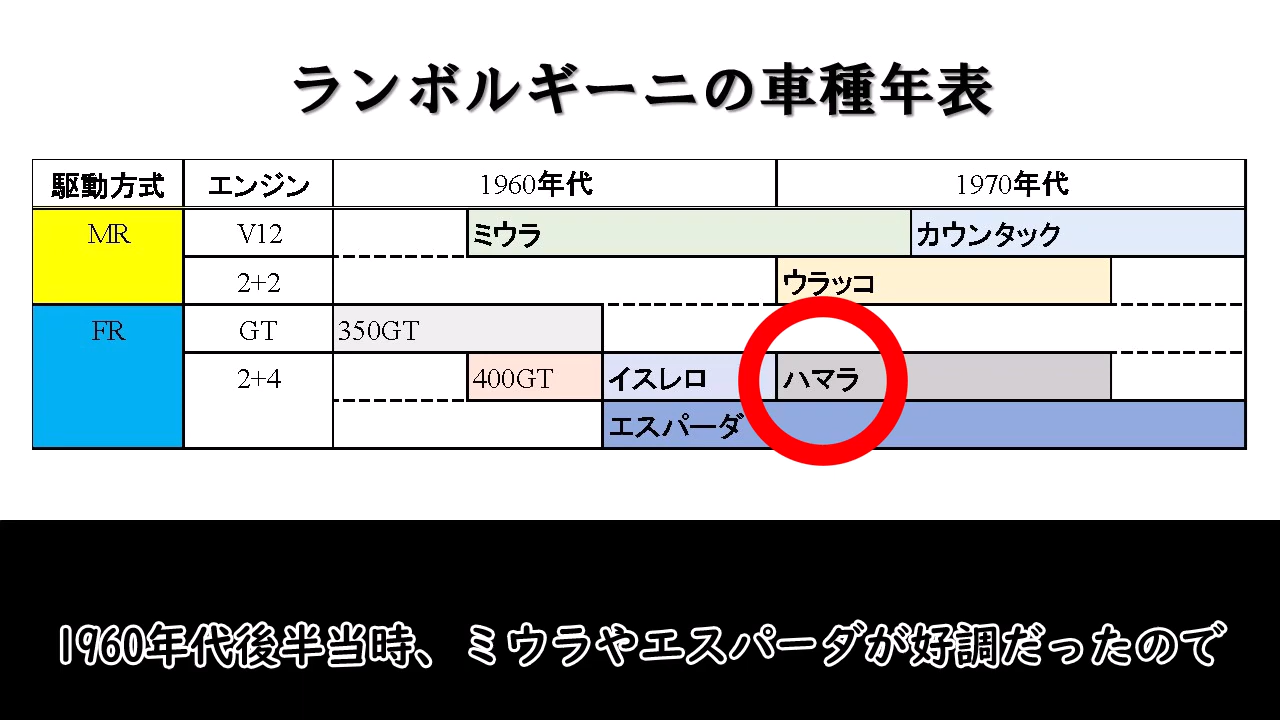 ランボルギーニの車種年表
駆動方式 エンジン 1960年代 1970年代
MR V12 ミウラ カウンタック
2+2 ウラッコ
FR GT 350GT
2+4 400GT イスレロ ハマラ
エスパーダ
1960年代後半当時、ミウラやエスパーダが好調だったので